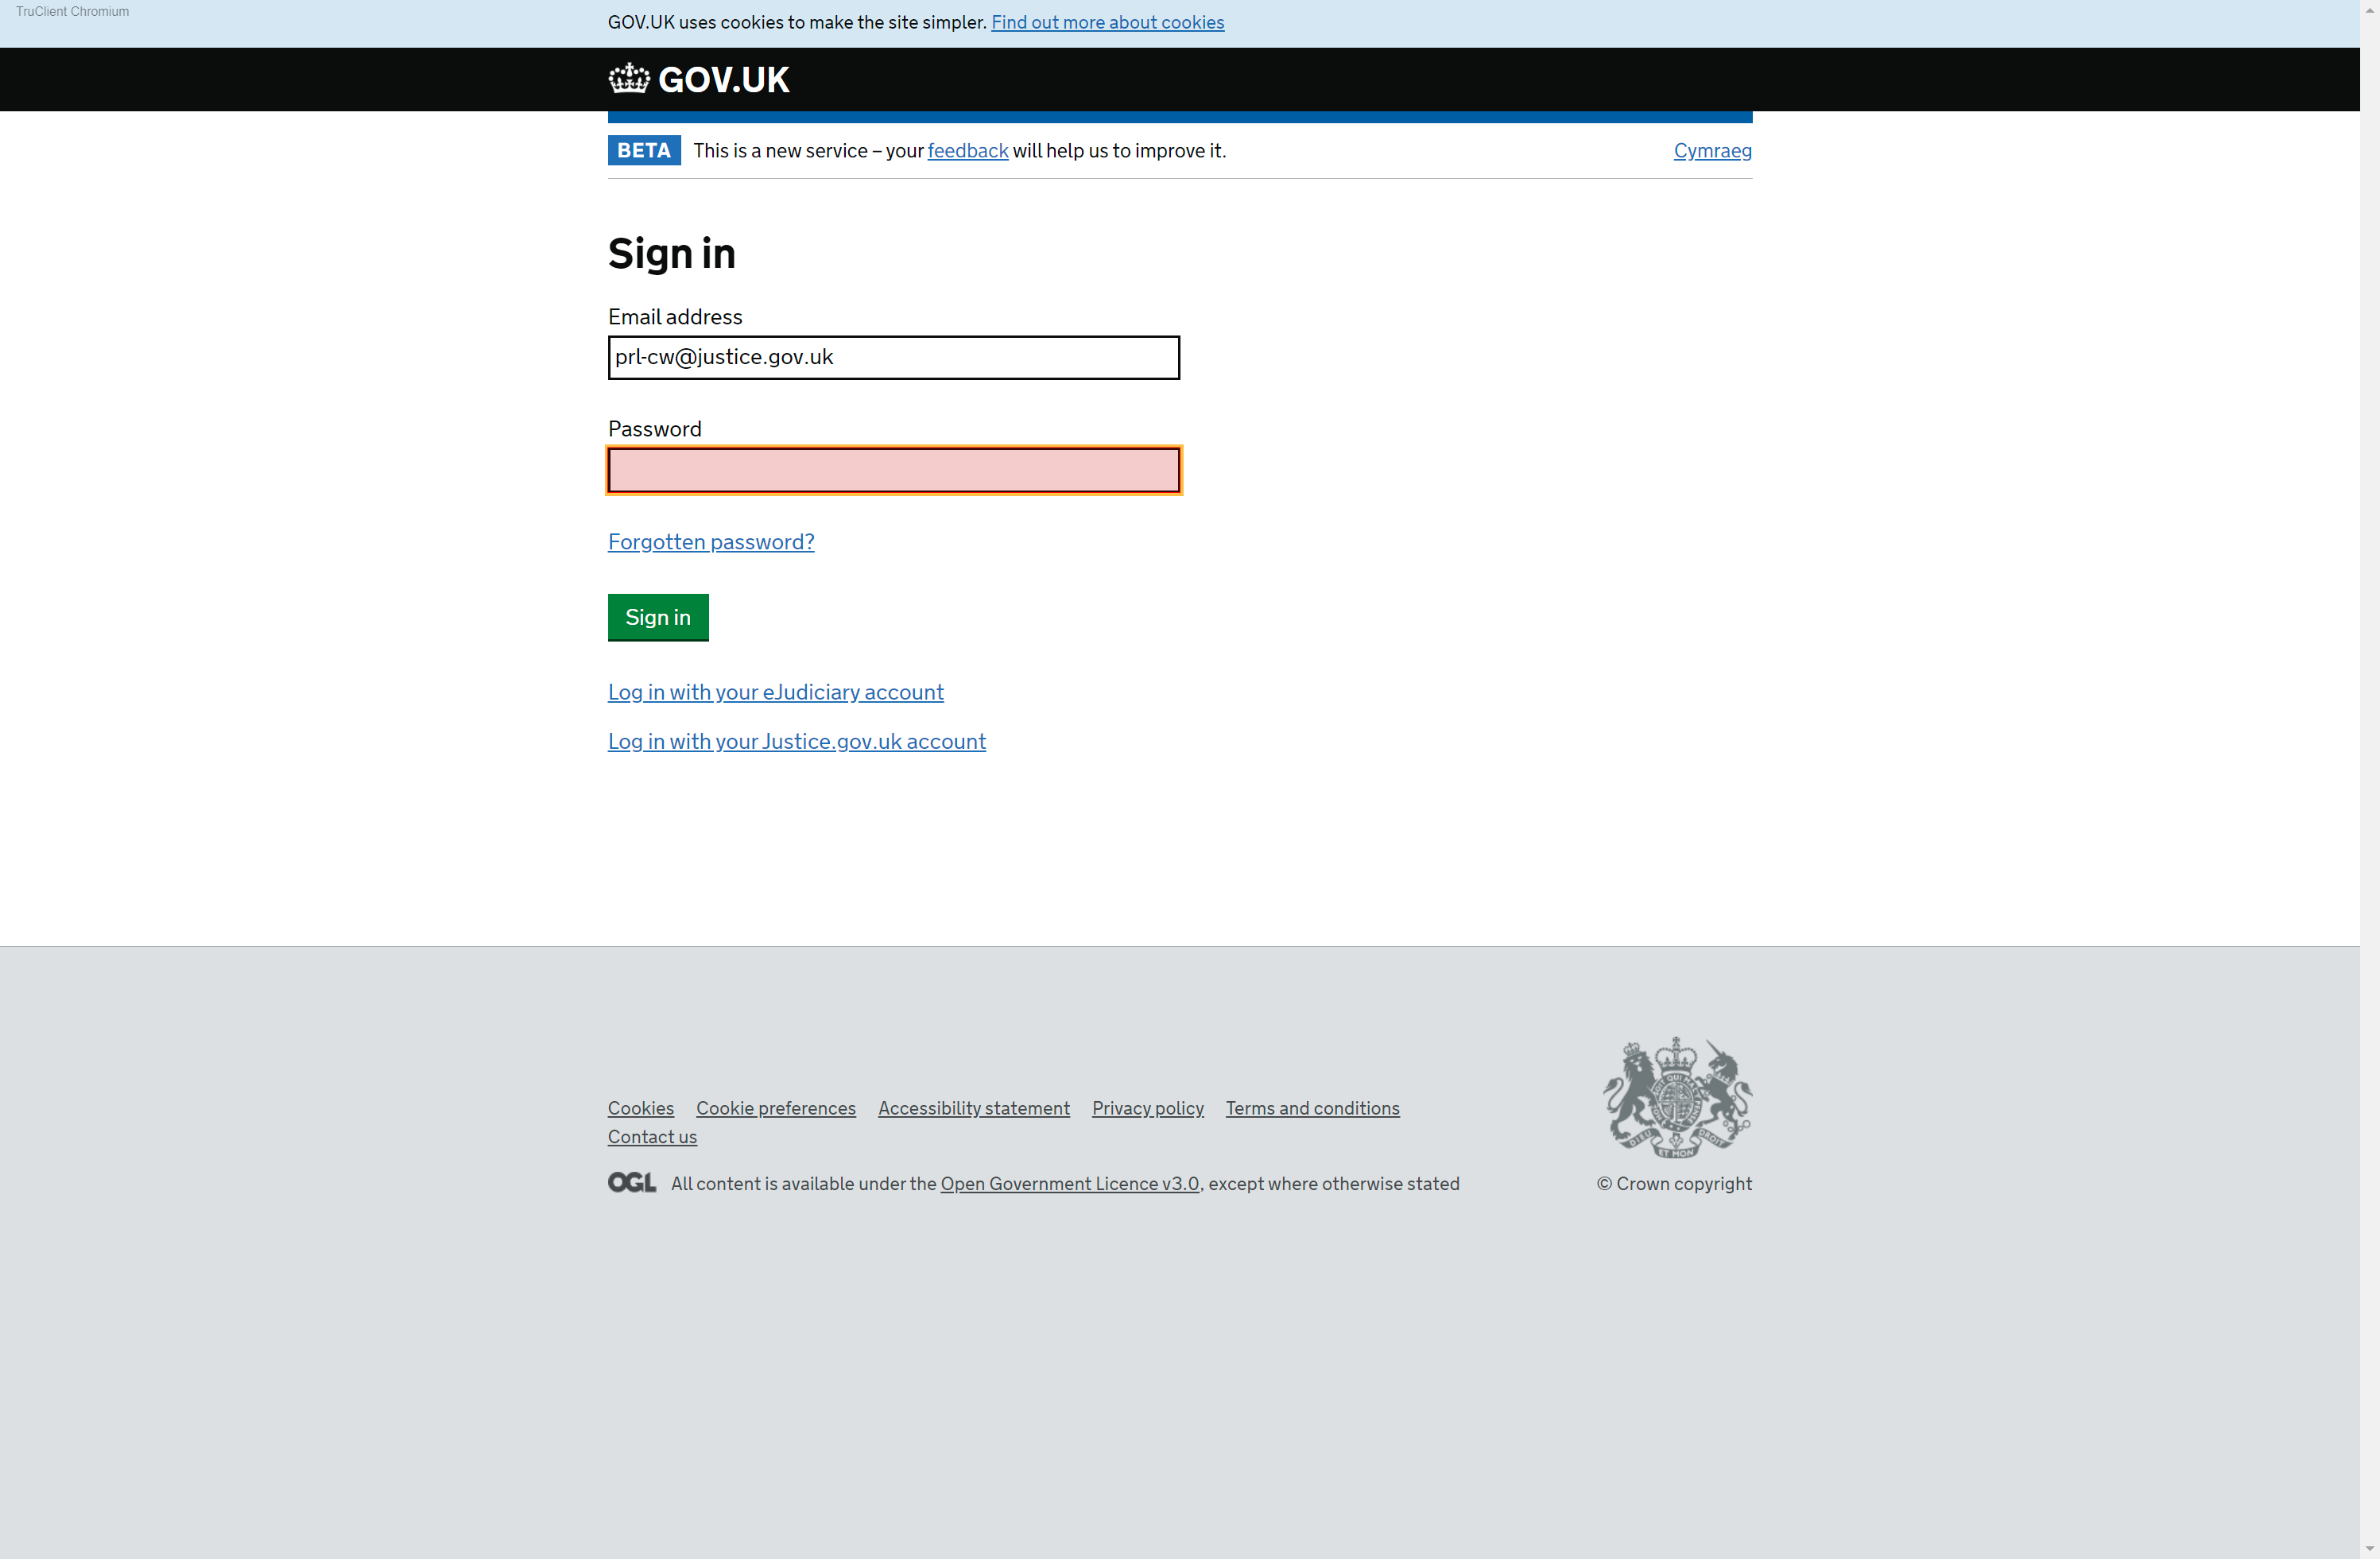 TruClient Chromium
GOV.UK uses cookies to make the site simpler. Find out more about cookies
GOV.UK
BETA This is a new service – your feedback will help us to improve it. Cymraeg
Sign in
Email address
prl-cw@justice.gov.uk
Password
Forgotten password?
Sign in
Log in with your eJudiciary account
Log in with your Justice.gov.uk account
Cookies Cookie preferences Accessibility statement Privacy policy Terms and conditions
Contact us
OGL All content is available under the Open Government Licence v3.0, except where otherwise stated
© Crown copyright